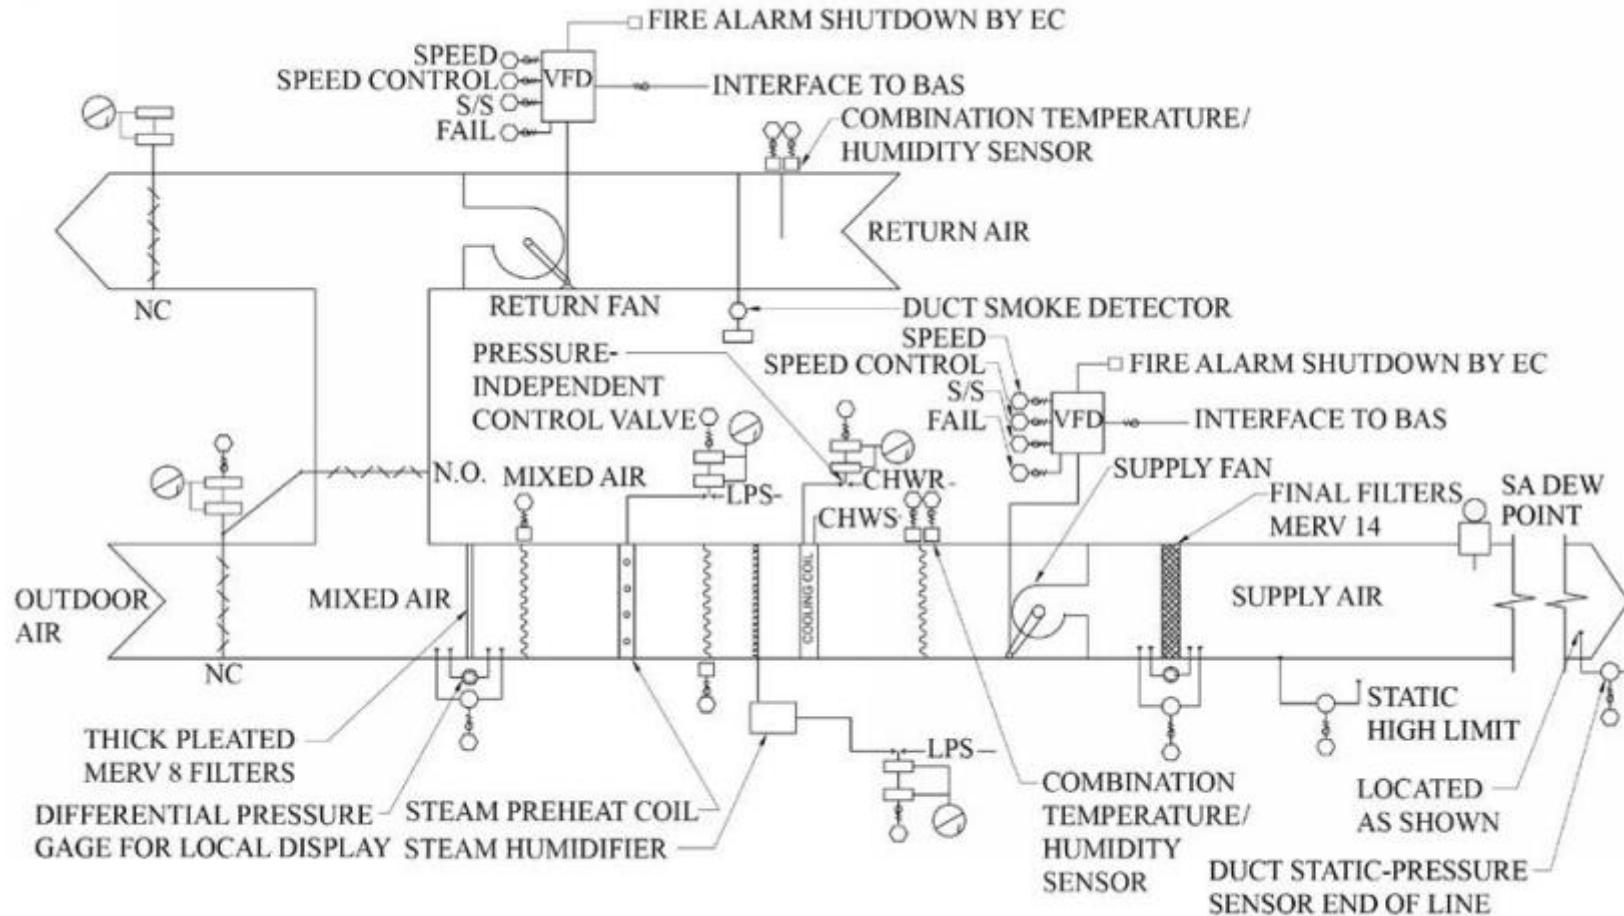 FIRE ALARM SHUTDOWN BY EC
SPEED
SPEED CONTROL
S/S
FAIL
VFD
INTERFACE TO BAS
COMBINATION TEMPERATURE/
HUMIDITY SENSOR
RETURN AIR
NC
RETURN FAN
DUCT SMOKE DETECTOR
PRESSURE-
INDEPENDENT
CONTROL VALVE
SPEED
SPEED CONTROL
S/S
FAIL
VFD
FIRE ALARM SHUTDOWN BY EC
INTERFACE TO BAS
N.O.
MIXED AIR
LPS
CHWR
CHWS
SUPPLY FAN
FINAL FILTERS
MERV 14
SA DEW
POINT
OUTDOOR
AIR
MIXED AIR
COOLING COIL
SUPPLY AIR
NC
THICK PLEATED
MERV 8 FILTERS
DIFFERENTIAL PRESSURE
GAGE FOR LOCAL DISPLAY
STEAM PREHEAT COIL
STEAM HUMIDIFIER
LPS
COMBINATION
TEMPERATURE/
HUMIDITY
SENSOR
STATIC
HIGH LIMIT
LOCATED
AS SHOWN
DUCT STATIC-PRESSURE
SENSOR END OF LINE